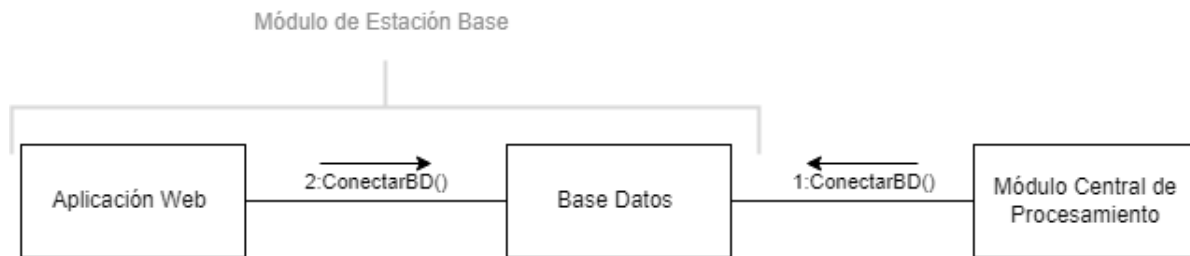 Módulo de Estación Base
Aplicación Web
2:ConectarBD()
Base Datos
1:ConectarBD()
Módulo Central de
Procesamiento